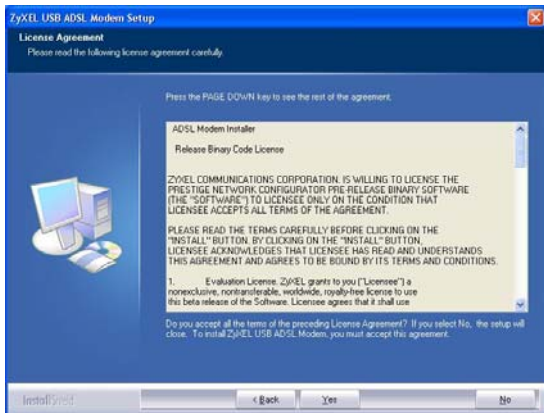 ZyXEL USB ADSL Modem Setup
License Agreement
Please read the following license agreement carefully.
Press the PAGE DOWN key to see the rest of the agreement.
ADSL Modem Installer
Release Binary Code License
ZYXEL COMMUNICATIONS CORPORATION, IS WILLING TO LICENSE THE
PRESTIGE NETWORK CONFIGURATOR PRE-RELEASE BINARY SOFTWARE
(THE "SOFTWARE") TO LICENSEE ONLY ON THE CONDITION THAT
LICENSEE ACCEPTS ALL TERMS OF THE AGREEMENT.
PLEASE READ THE TERMS CAREFULLY BEFORE CLICKING ON THE
"INSTALL" BUTTON. BY CLICKING ON THE "INSTALL" BUTTON,
LICENSEE ACKNOWLEDGES THAT LICENSEE HAS READ AND UNDERSTANDS
THIS AGREEMENT AND AGREES TO BE BOUND BY ITS TERMS AND CONDITIONS.
1. Evaluation License. ZyXEL grants to you ("Licensee") a
nonexclusive, nontransferable, worldwide, royalty-free license to use
this beta release of the Software. Licensee agrees that it shall use
Do you accept all the terms of the preceding License Agreement? If you select No, the setup will
close. To install ZyXEL USB ADSL Modem, you must accept this agreement.
InstallShield
< Back
Yes
No